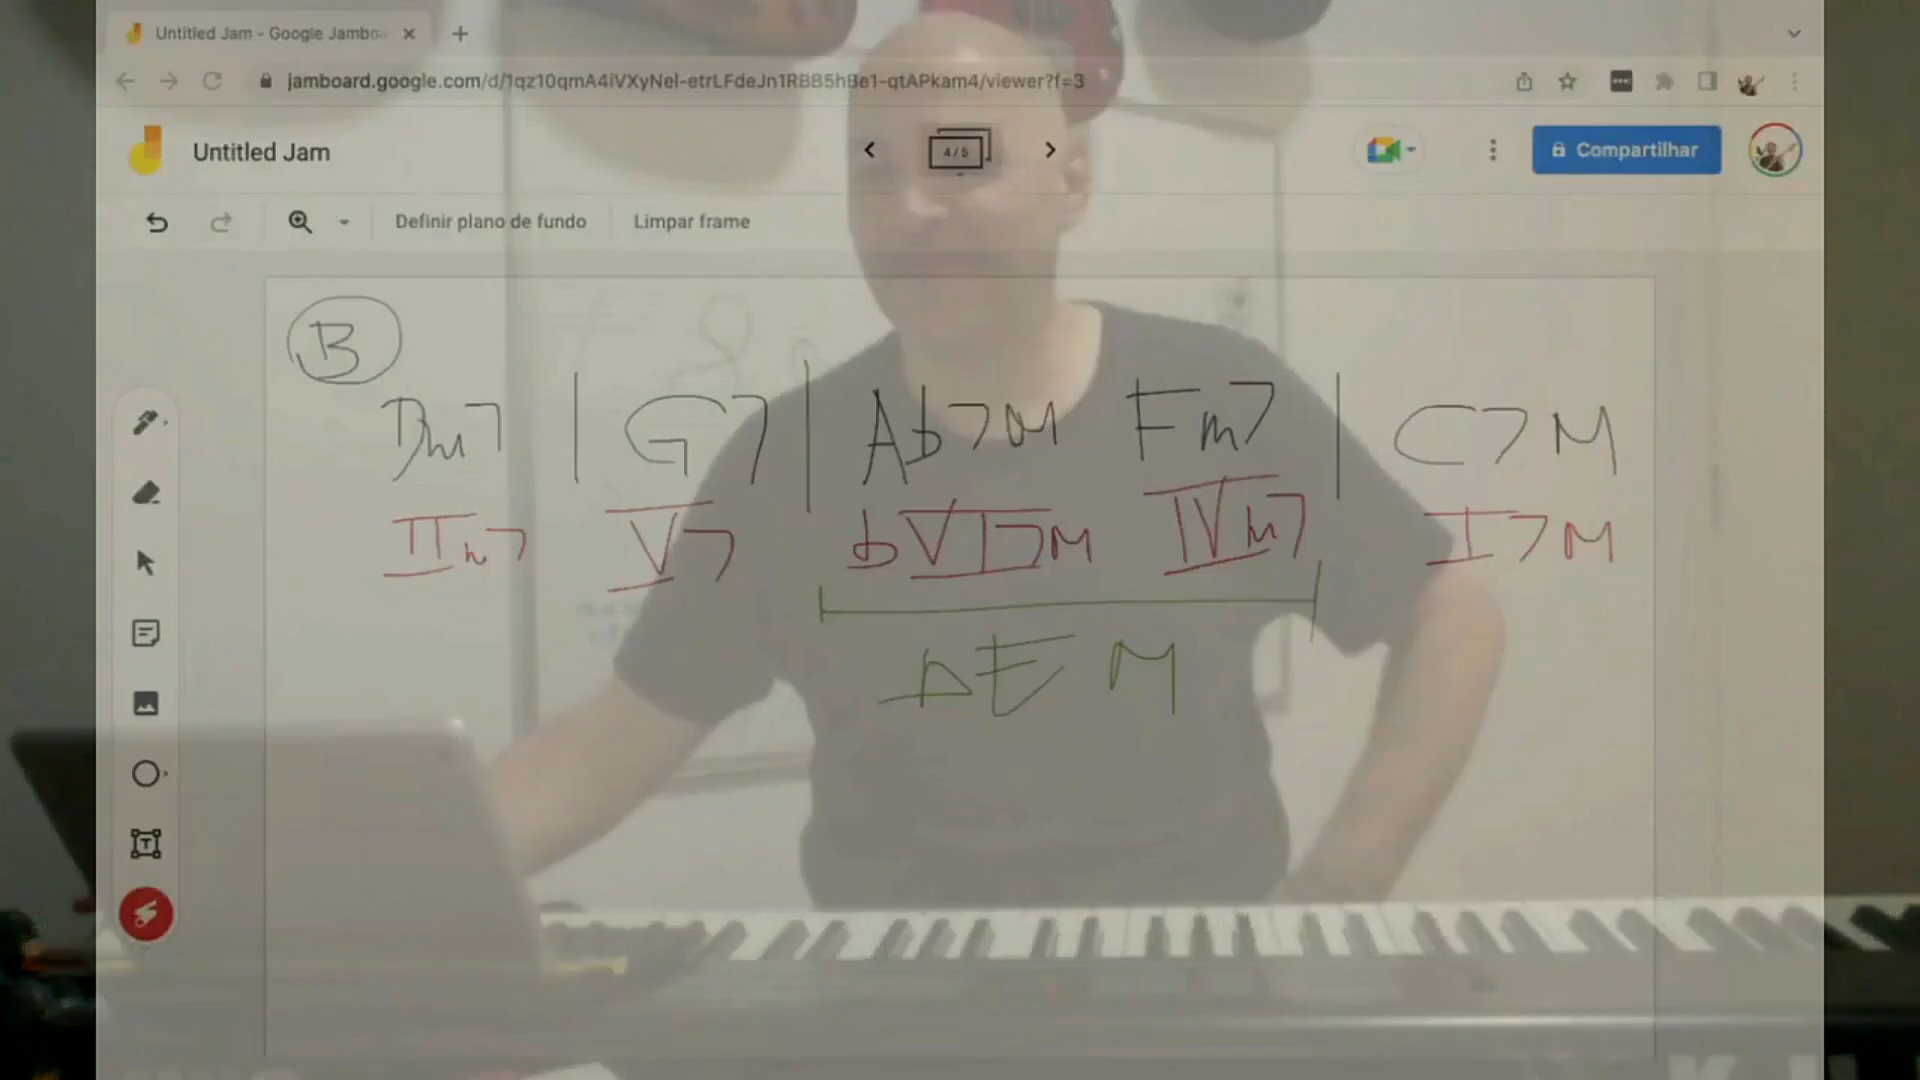 Untitled Jam - Google Jambo
jamboard.google.com/d/1qz10qmA4iVXyNel-etrLFdeJn1RBB5hBe1-qtAPkam4/viewer?f=3
Untitled Jam
4 / 5
Compartilhar
Definir plano de fundo
Limpar frame
B
Dm7 | G7 | Ab7M Fm7 | C7M
IIm7 V7 bVI7M IVm7 I7M
AEM
T